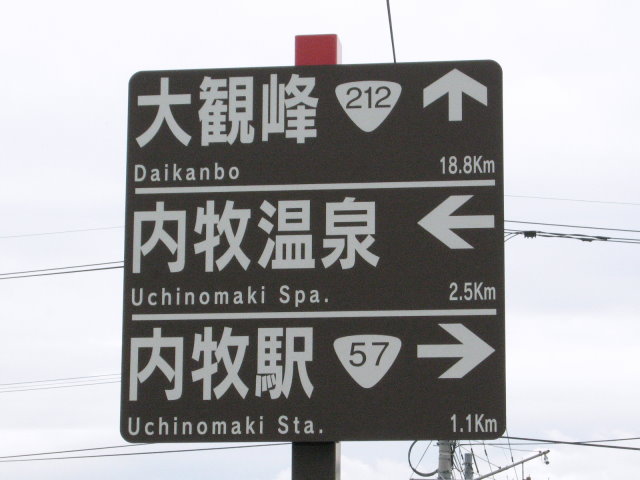 大観峰 212
Daikanbo 18.8Km
内牧温泉
Uchinomaki Spa. 2.5Km
内牧駅 57
Uchinomaki Sta. 1.1Km